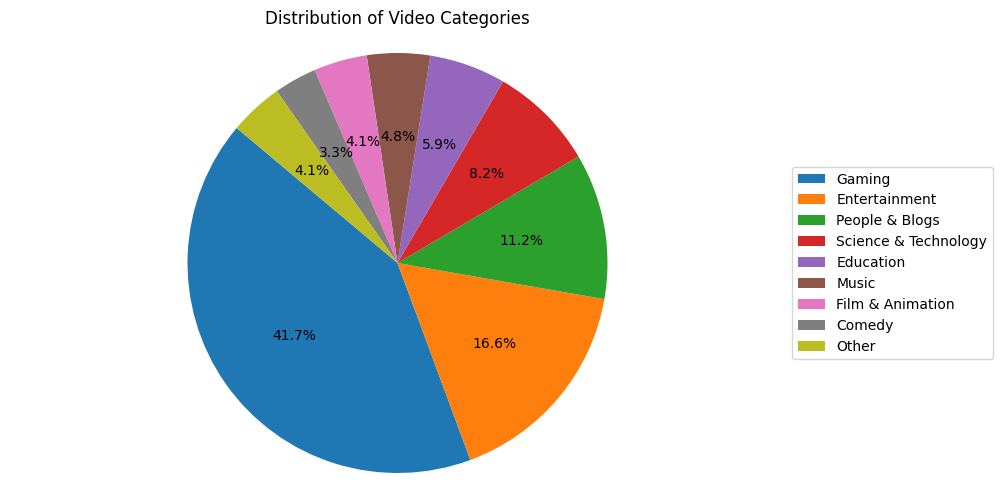 Distribution of Video Categories
4.1%
3.3%
4.1%
4.8%
5.9%
8.2%
11.2%
16.6%
41.7%
Gaming
Entertainment
People & Blogs
Science & Technology
Education
Music
Film & Animation
Comedy
Other